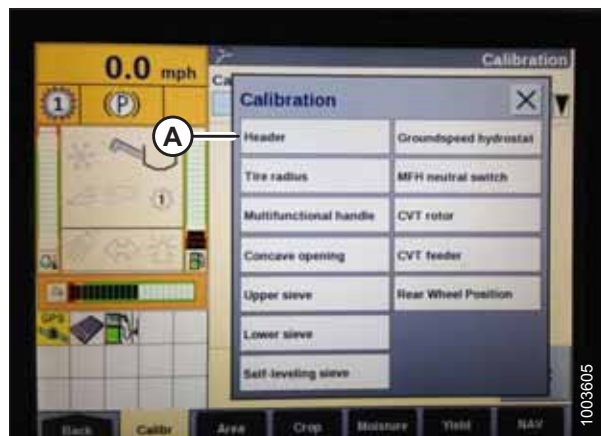 0.0 mph
Calibration
Ca
1
(P)
Calibration
A
Header
Groundspeed hydrostat
Tire radius
MFH neutral switch
1
Multifunctional handle
CVT rotor
Concave opening
CVT feeder
Upper sieve
Rear Wheel Position
GPS
Lower sieve
Self-leveling sieve
Back
Calibr
Area
Crop
Moisture
Yield
NAV
1003605